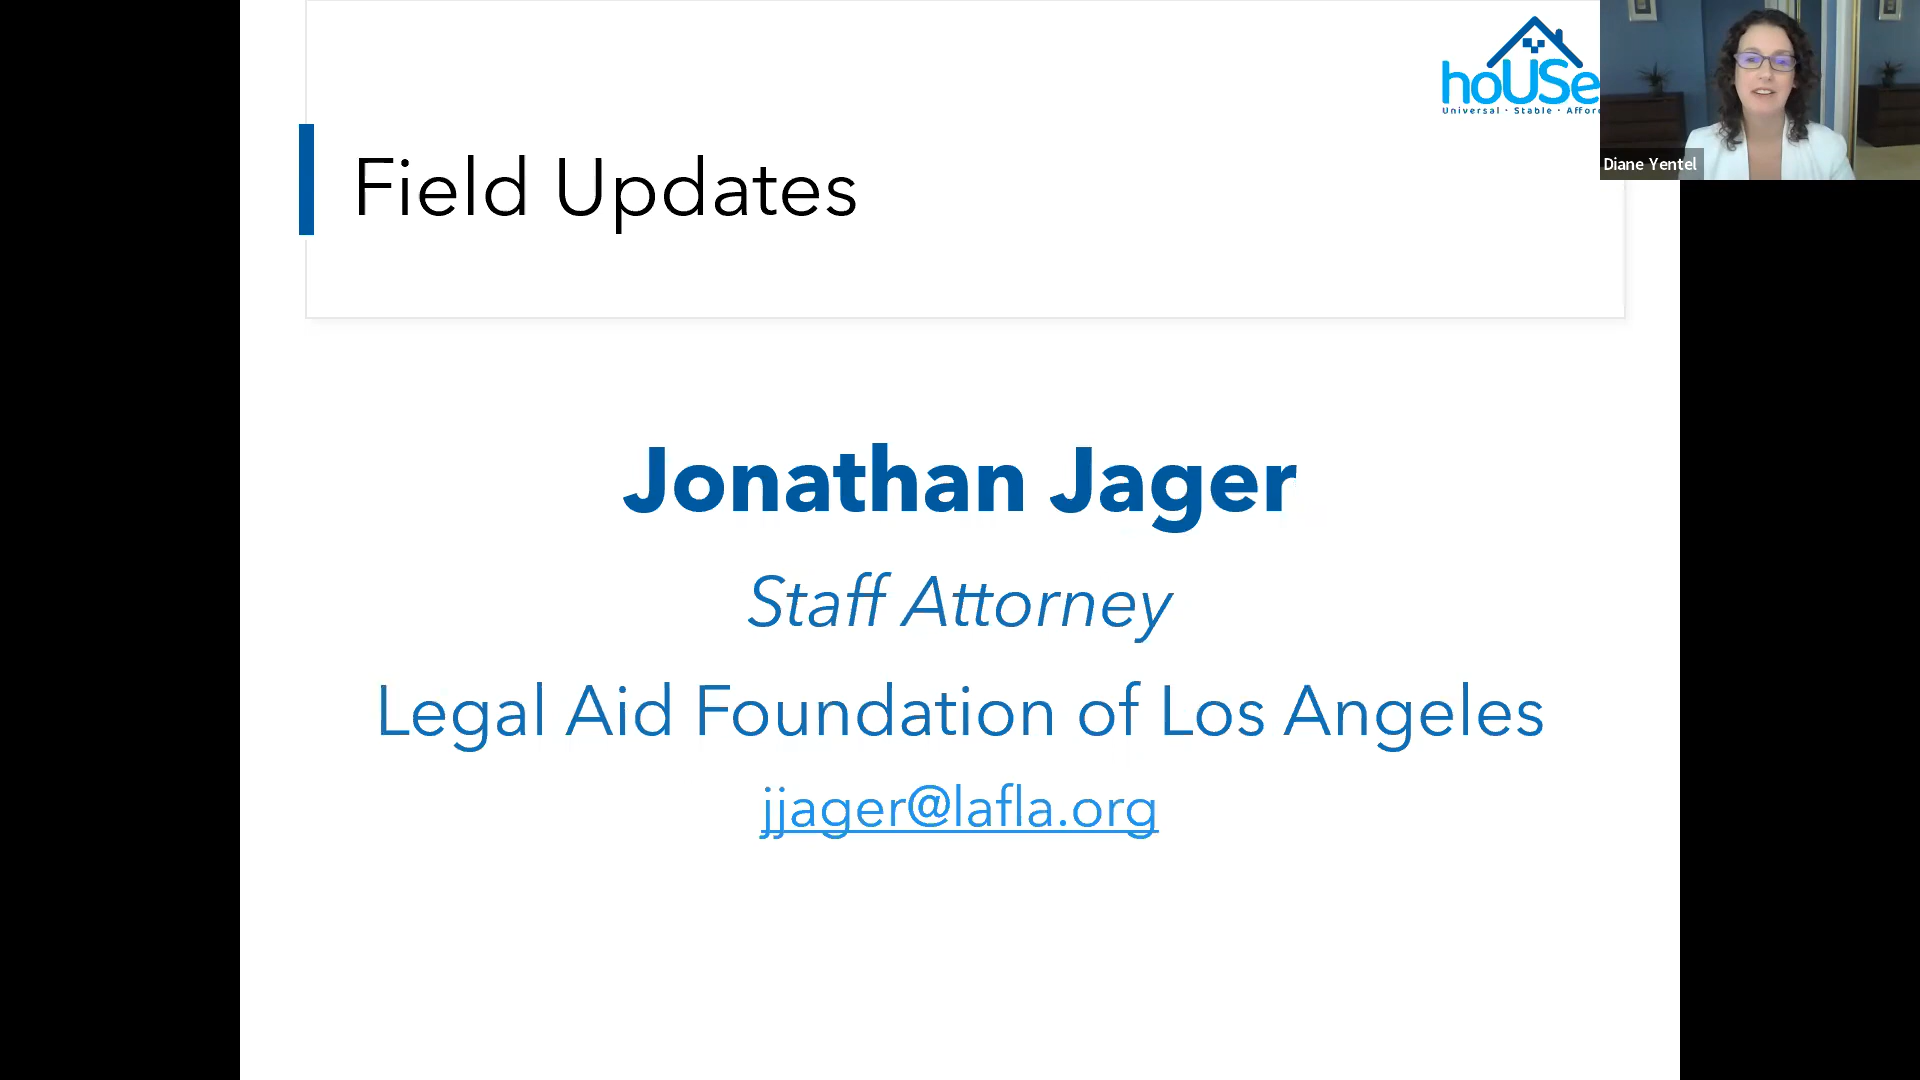 hoUSe
Universal · Stable · Affor
Diane Yentel
Field Updates
Jonathan Jager
Staff Attorney
Legal Aid Foundation of Los Angeles
jjager@lafla.org